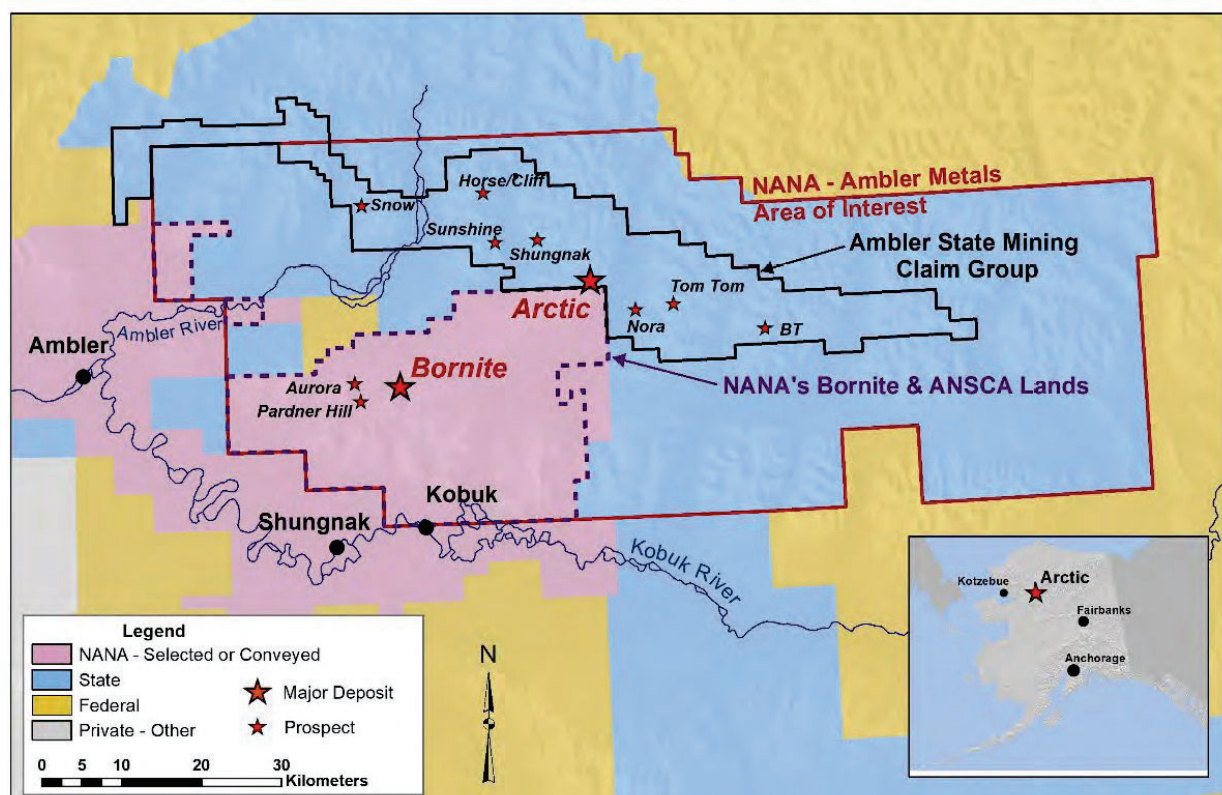 Horse/Cliff
NANA - Ambler Metals
Area of Interest
Snow
Sunshine
Shungnak
Ambler State Mining
Claim Group
Arctic
Tom Tom
Nora
BT
Ambler River
Ambler
Bornite
NANA's Bornite & ANSCA Lands
Aurora
Pardner Hill
Kobuk
Shungnak
Kobuk River
Legend
NANA - Selected or Conveyed
State
Federal
Private - Other
Major Deposit
Prospect
0 5 10 20 30
Kilometers
N
Kotzebue
Arctic
Fairbanks
Anchorage